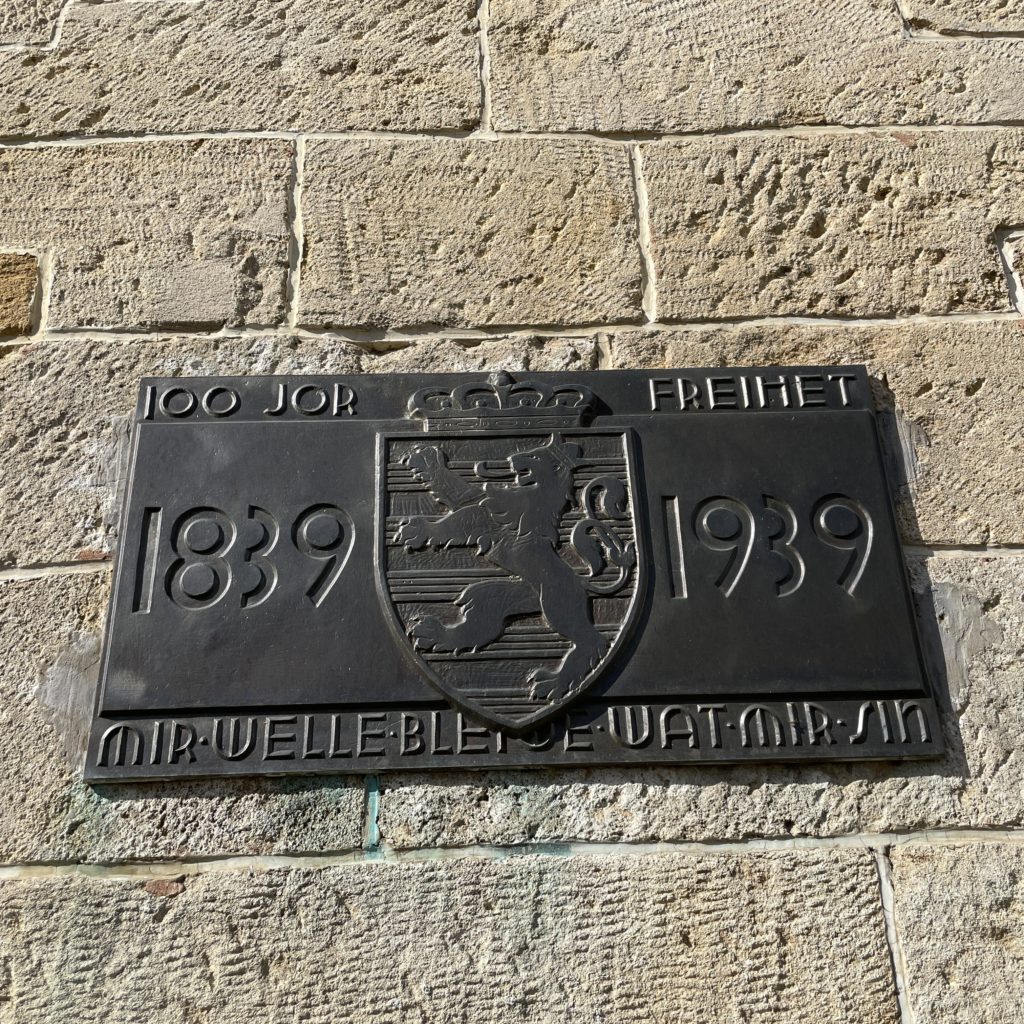 100 JOR FREIHET
1839 1939
MIR·WELLE·BLEIWE·WAT·MIR·SIN